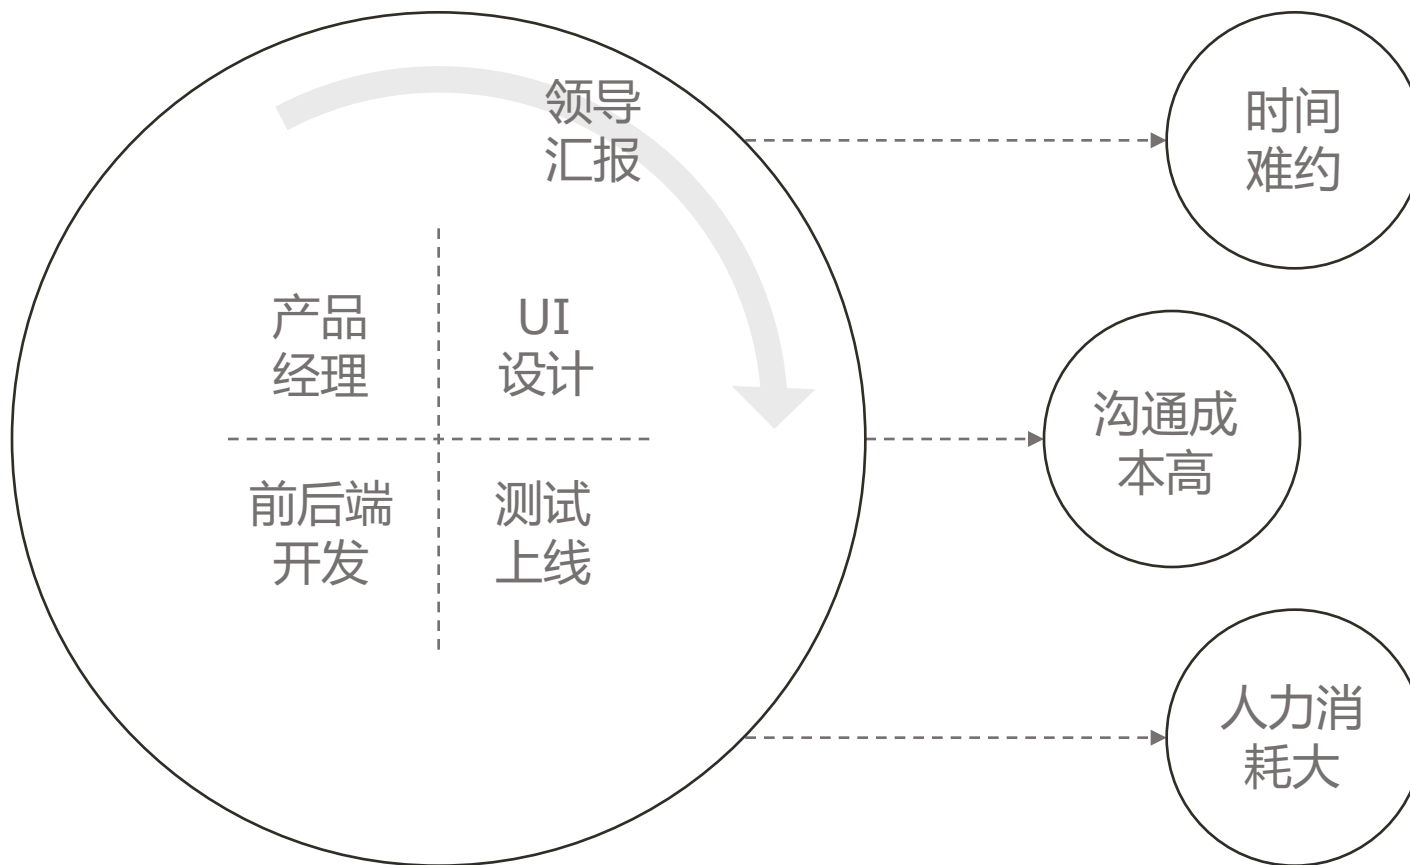 领导
汇报
产品
经理
UI
设计
前后端
开发
测试
上线
时间
难约
沟通成
本高
人力消
耗大